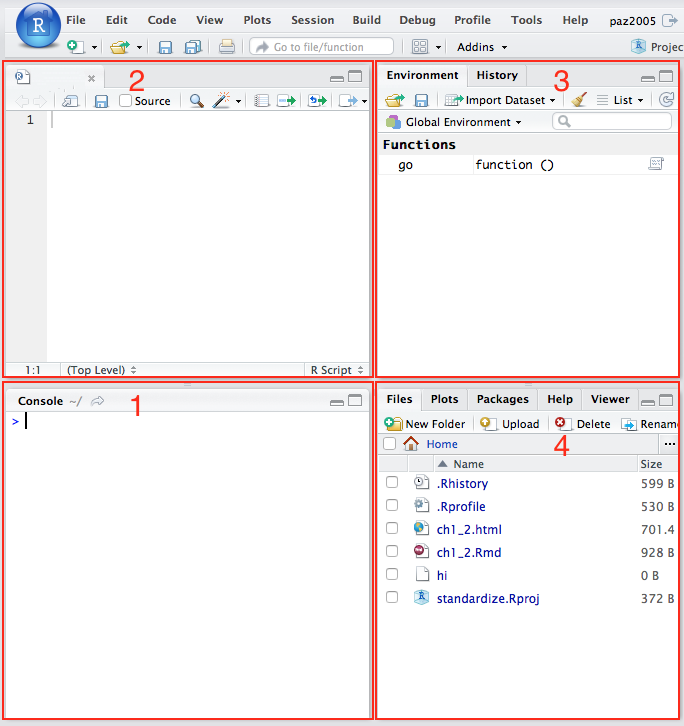 File Edit Code View Plots Session Build Debug Profile Tools Help paz2005
R Go to file/function Addins R Projec
R 2
Source
1
1:1 (Top Level) R Script
Environment History 3
Import Dataset List
Global Environment
Functions
go function ()
Console ~/ 1
>
Files Plots Packages Help Viewer
New Folder Upload Delete Renam
Home 4 ...
Name Size
.Rhistory 599 B
.Rprofile 530 B
ch1_2.html 701.4
ch1_2.Rmd 928 B
hi 0 B
R standardize.Rproj 372 B